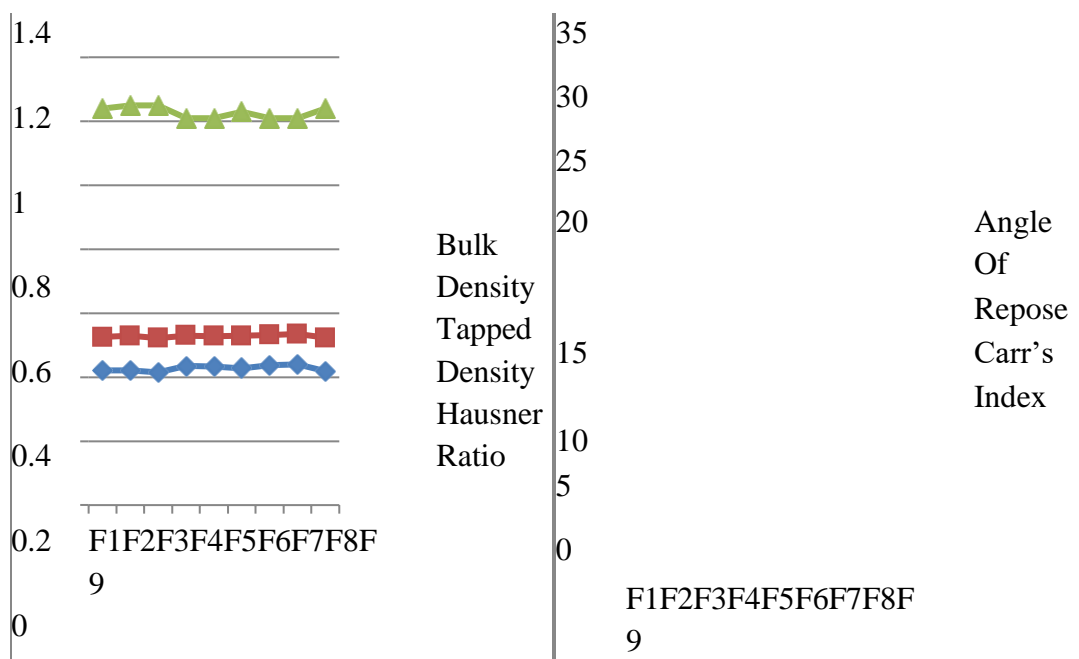 1.4
1.2
1
0.8
0.6
0.4
0.2
0
F1F2F3F4F5F6F7F8F
9
Bulk
Density
Tapped
Density
Hausner
Ratio
35
30
25
20
15
10
5
0
F1F2F3F4F5F6F7F8F
9
Angle
Of
Repose
Carr’s
Index